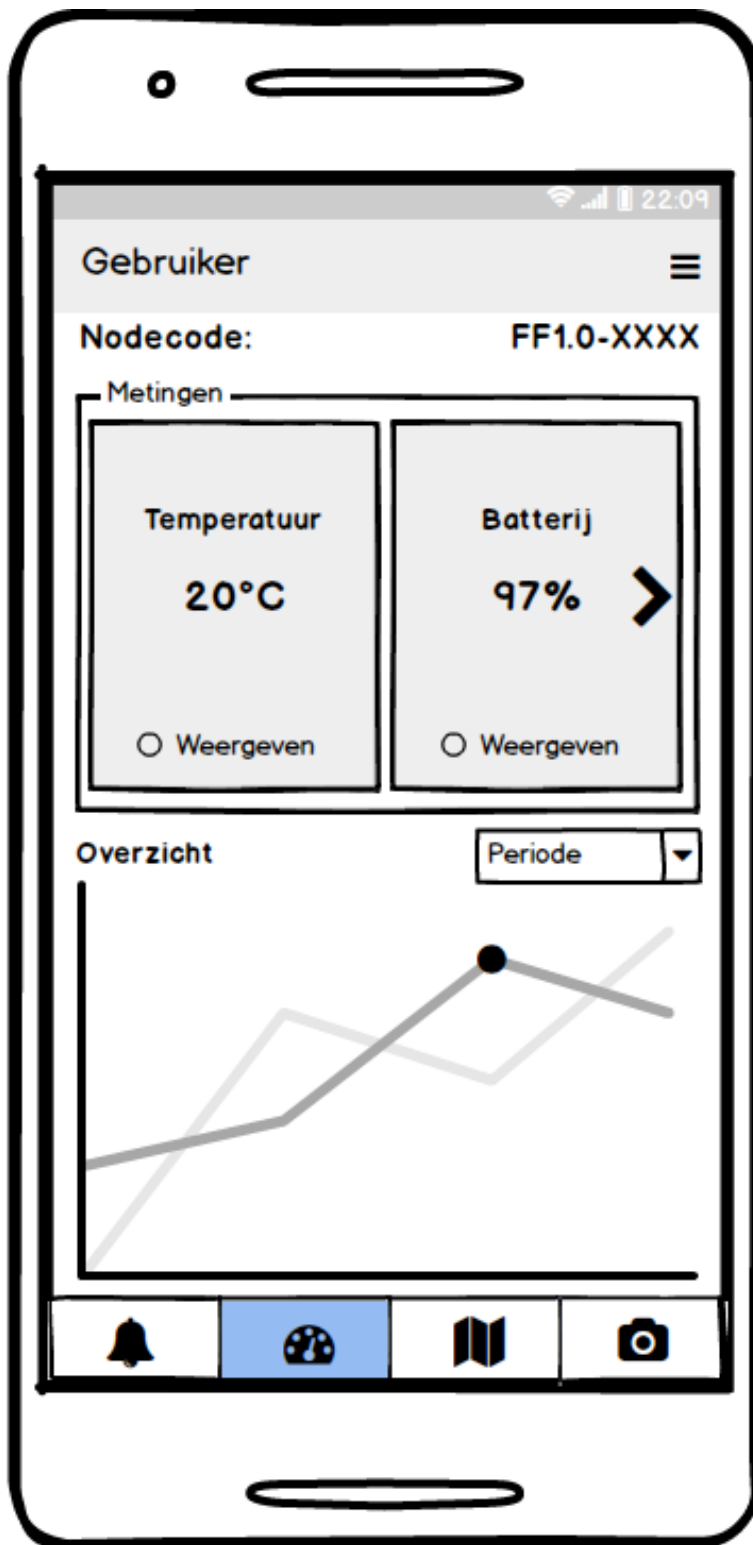 22:09
Gebruiker
Nodecode: FF1.0-XXXX
Metingen
Temperatuur Batterij
20°C 97%
Weergeven Weergeven
Overzicht Periode